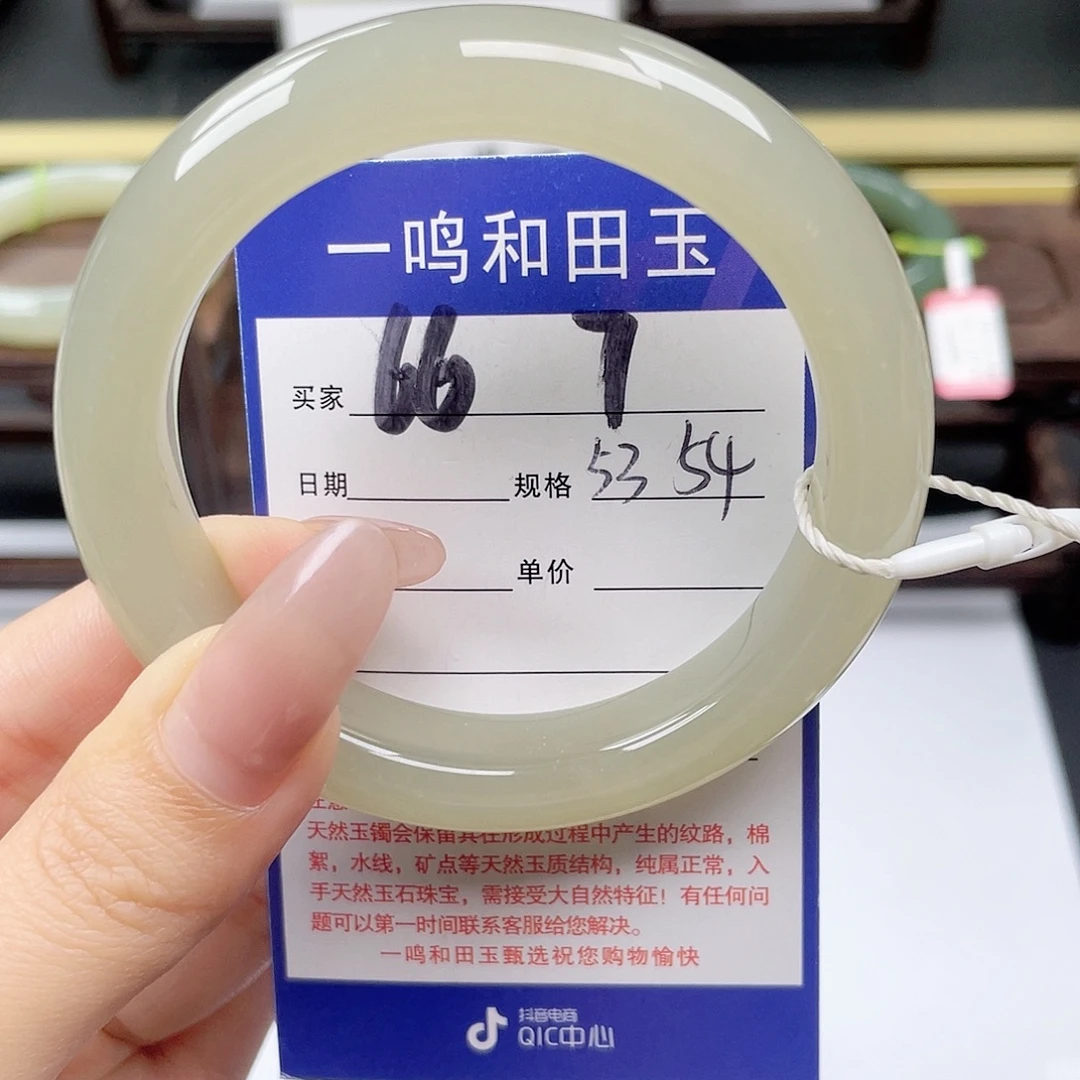 一鸣和田玉
买家 66 7
日期 规格 53 54
单价
天然玉镯会保留其在形成过程中产生的纹路，棉
絮，水线，矿点等天然玉质结构，纯属正常，入
手天然玉石珠宝，需接受大自然特征！有任何问
题可以第一时间联系客服给您解决。
一鸣和田玉甄选祝您购物愉快
抖音电商
QIC中心